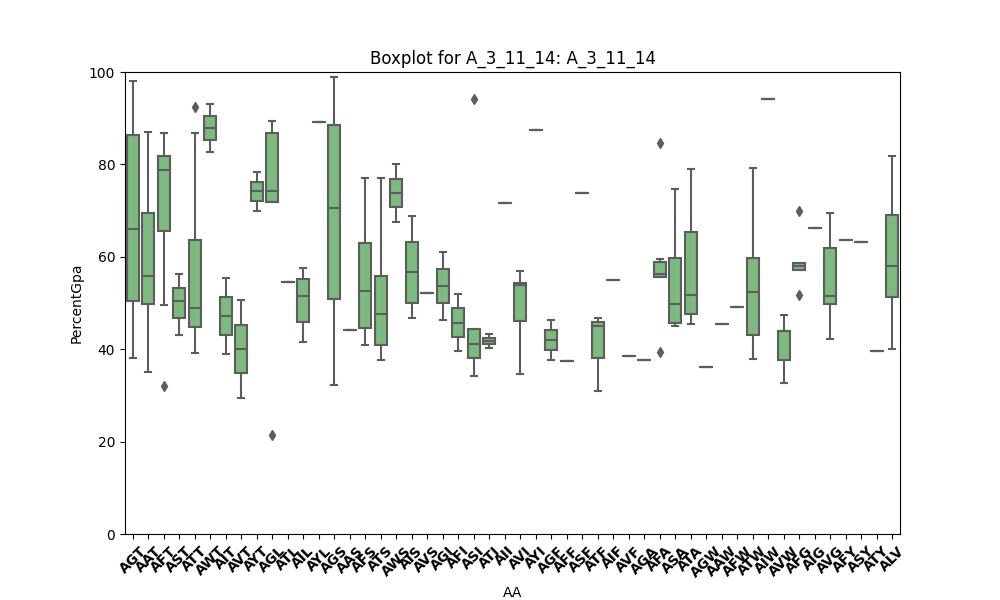 Boxplot for A_3_11_14: A_3_11_14
100
80
60
40
20
0
PercentGpa
AGT AAT AFT AST ATT AWT AIT AVT AYT AGL ATL AIL AYL AGS AAS AFS ATS AWS AIS AVS AGI AFI ASI ATI AII AVI AYI AGF AFF ASF ATF AIF AVF AGA AFA ASA ATA AGW AAW AFW ATW AIW AVW AFG AIG AVG AFY ASY ATY ALV
AA